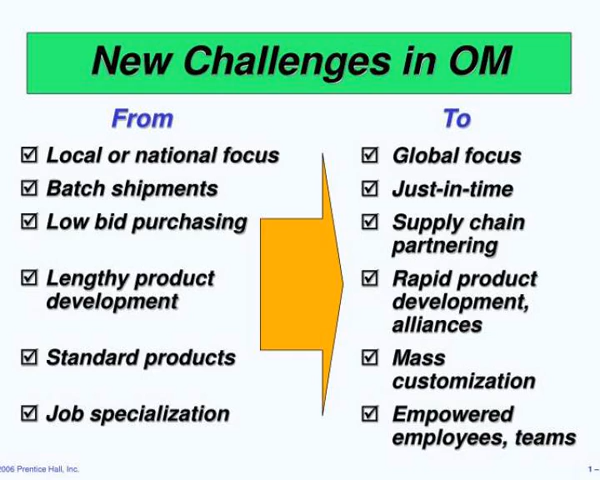 New Challenges in OM
From
Local or national focus
Batch shipments
Low bid purchasing
Lengthy product
development
Standard products
Job specialization
To
Global focus
Just-in-time
Supply chain
partnering
Rapid product
development,
alliances
Mass
customization
Empowered
employees, teams
2006 Prentice Hall, Inc.
1 –